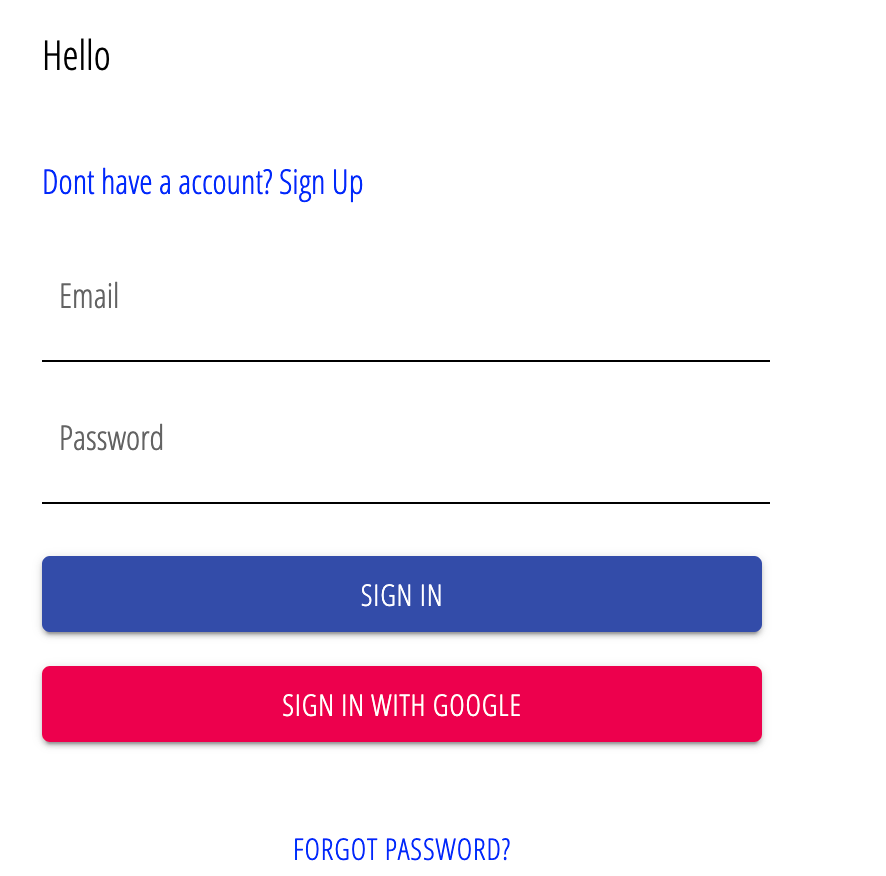 Hello
Dont have a account? Sign Up
Email
Password
SIGN IN
SIGN IN WITH GOOGLE
FORGOT PASSWORD?